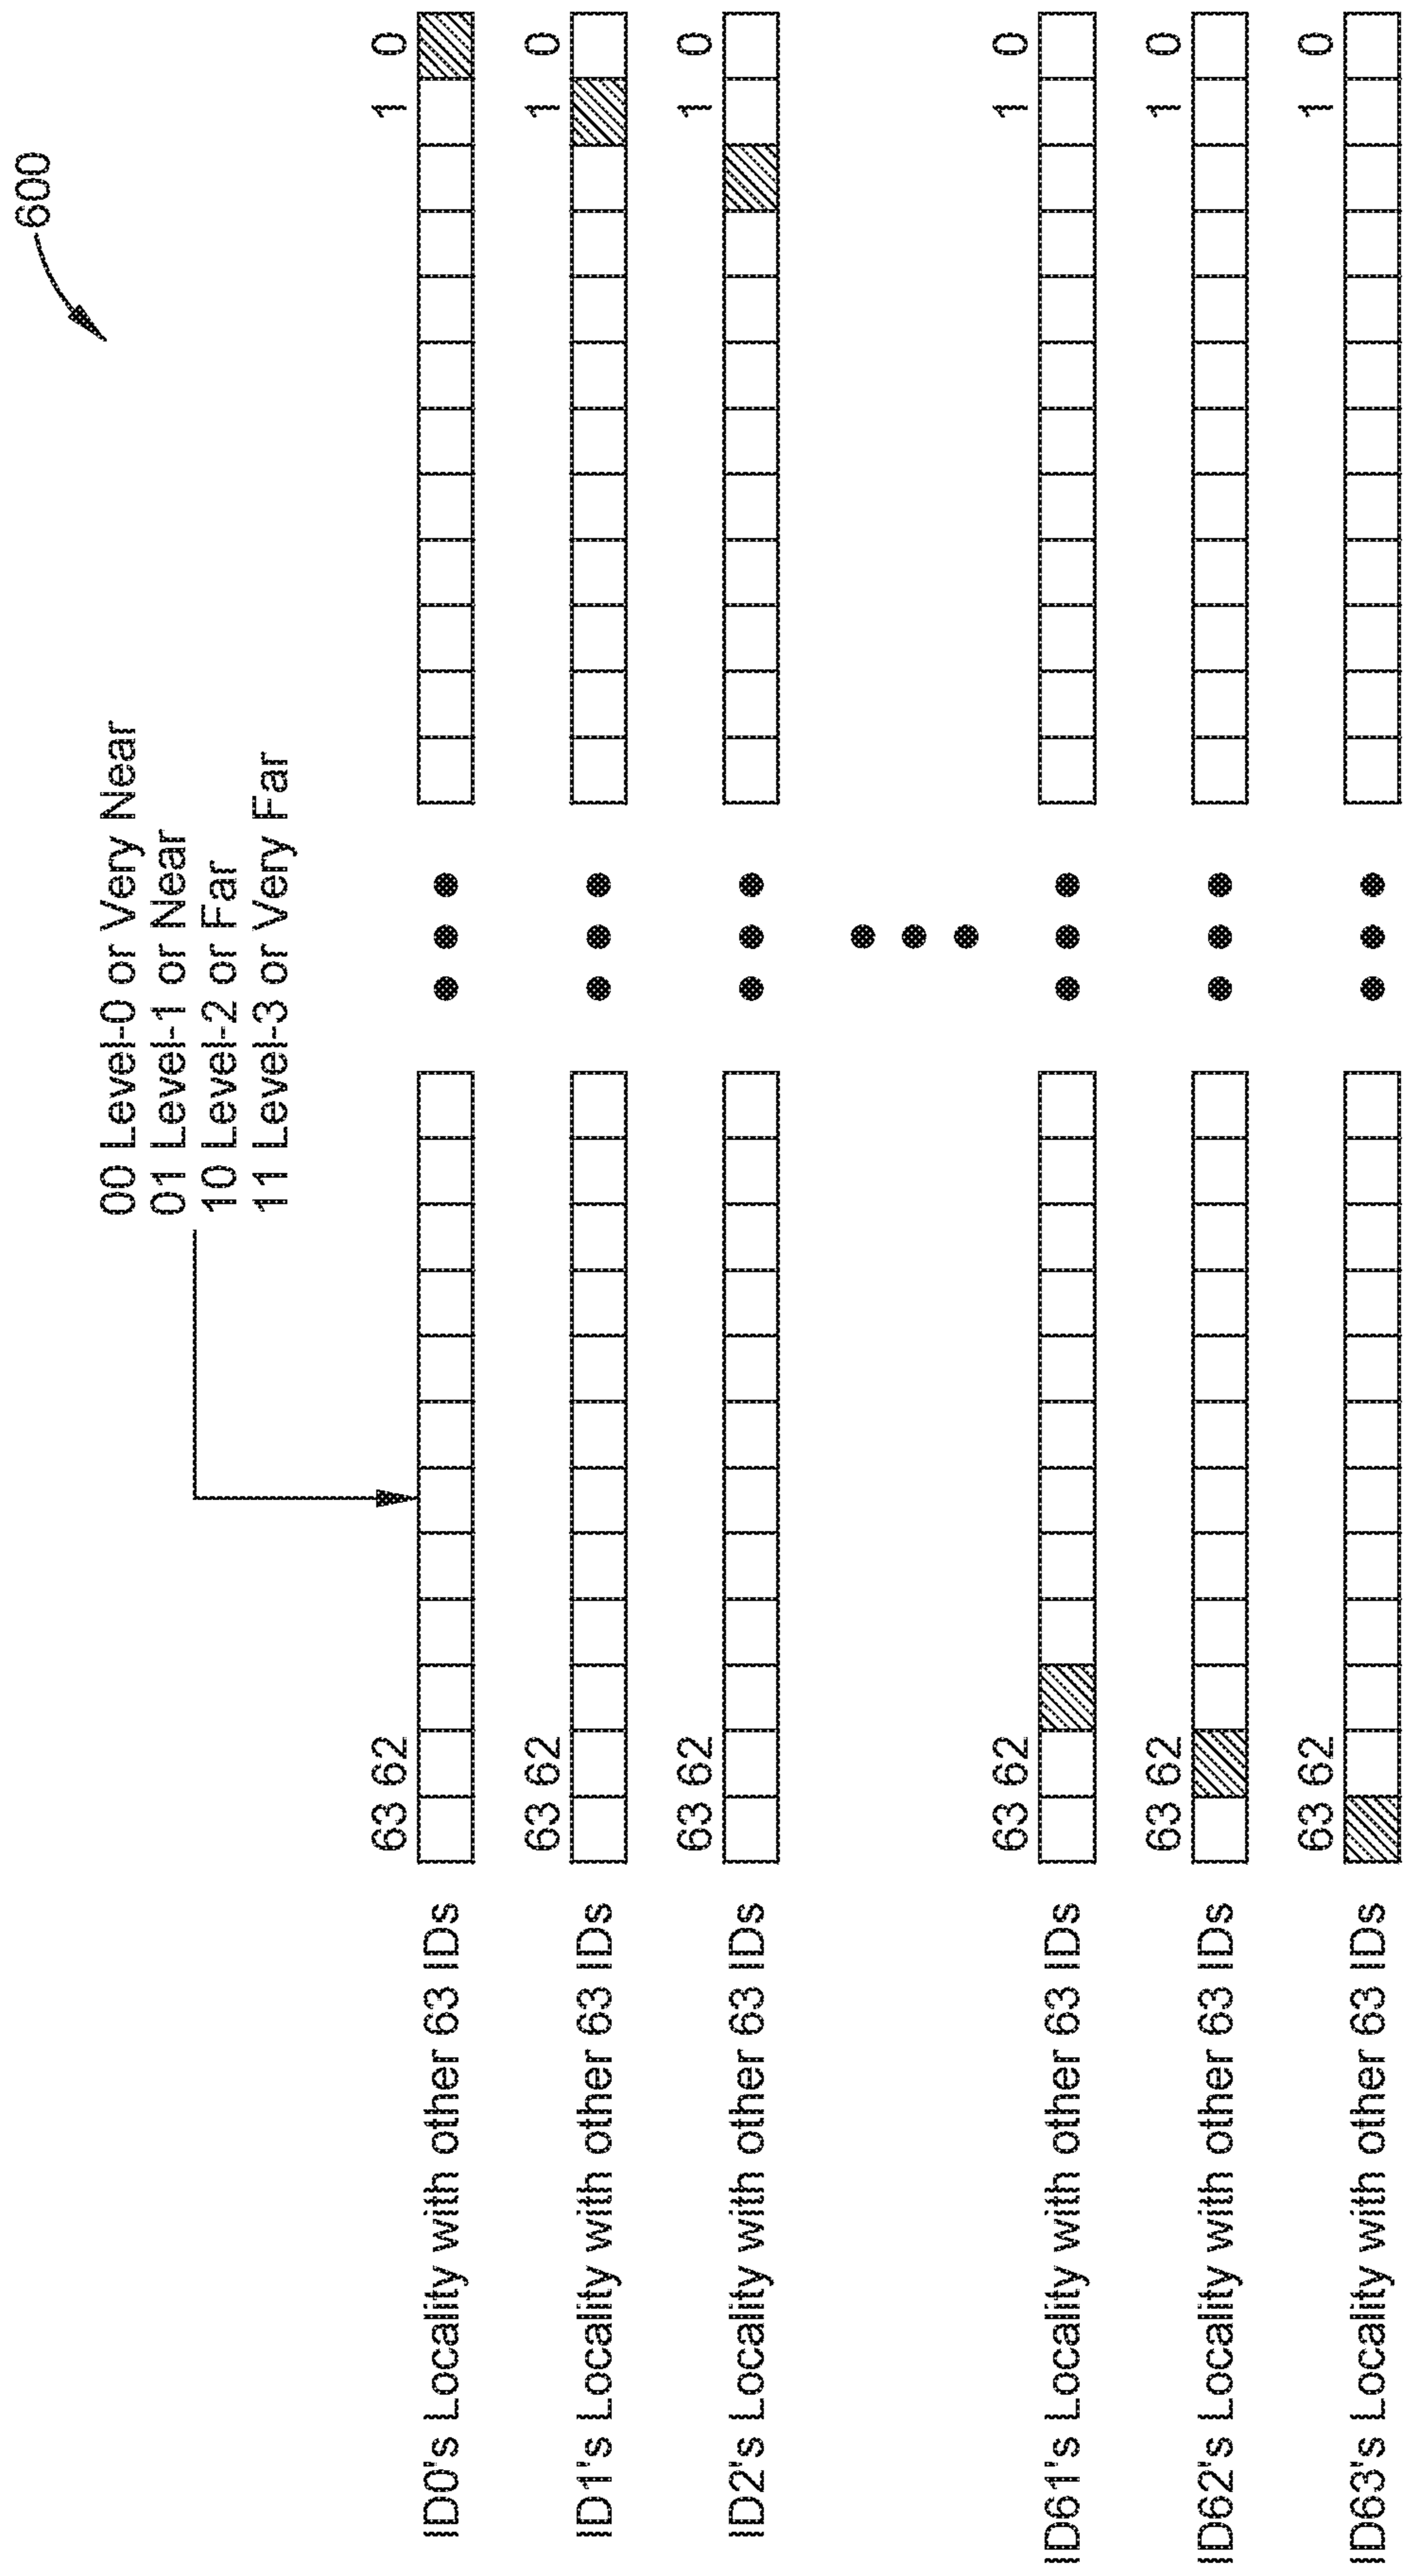 600
00 Level-0 or Very Near
01 Level-1 or Near
10 Level-2 or Far
11 Level-3 or Very Far
ID0's Locality with other 63 IDs 63 62 1 0
ID1's Locality with other 63 IDs 63 62 1 0
ID2's Locality with other 63 IDs 63 62 1 0
ID61's Locality with other 63 IDs 63 62 1 0
ID62's Locality with other 63 IDs 63 62 1 0
ID63's Locality with other 63 IDs 63 62 1 0